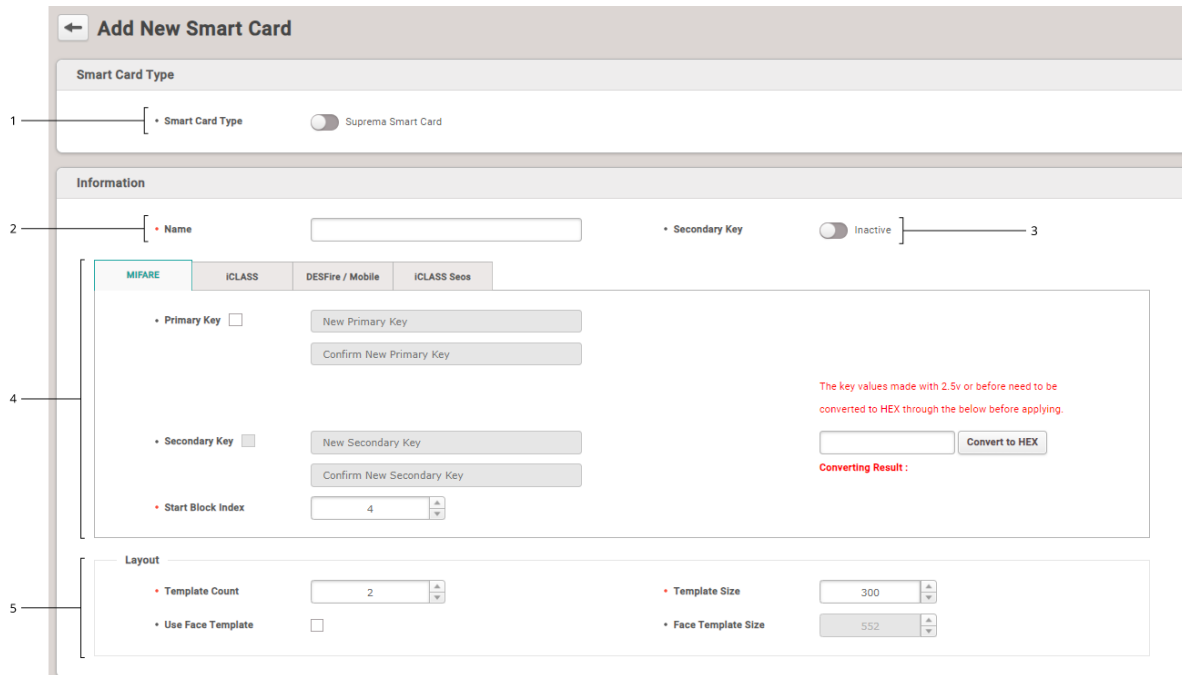 Add New Smart Card
Smart Card Type
1
• Smart Card Type
Suprema Smart Card
Information
2
• Name
• Secondary Key
Inactive
3
MIFARE
iCLASS
DESFire / Mobile
iCLASS Seos
4
• Primary Key
New Primary Key
Confirm New Primary Key
The key values made with 2.5v or before need to be
converted to HEX through the below before applying.
• Secondary Key
New Secondary Key
Convert to HEX
Confirm New Secondary Key
Converting Result :
• Start Block Index
4
5
Layout
• Template Count
2
• Template Size
300
• Use Face Template
• Face Template Size
552